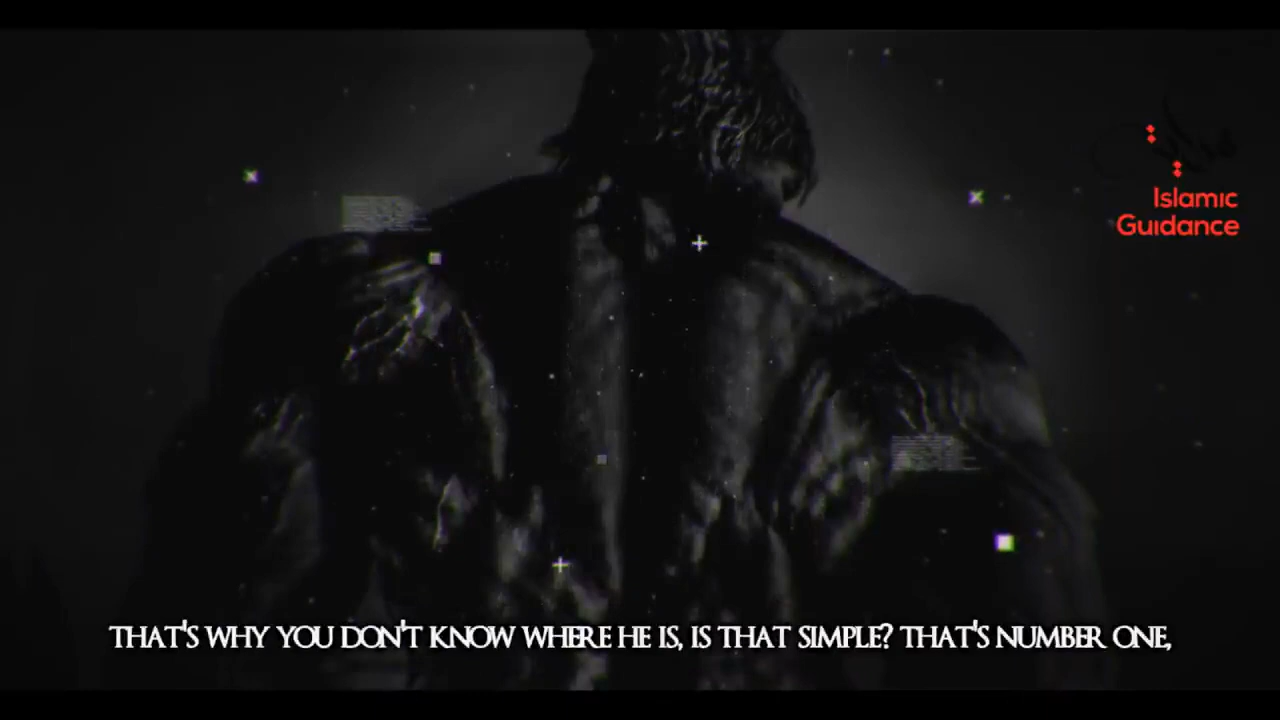 Islamic
Guidance
THAT'S WHY YOU DON'T KNOW WHERE HE IS, IS THAT SIMPLE? THAT'S NUMBER ONE,